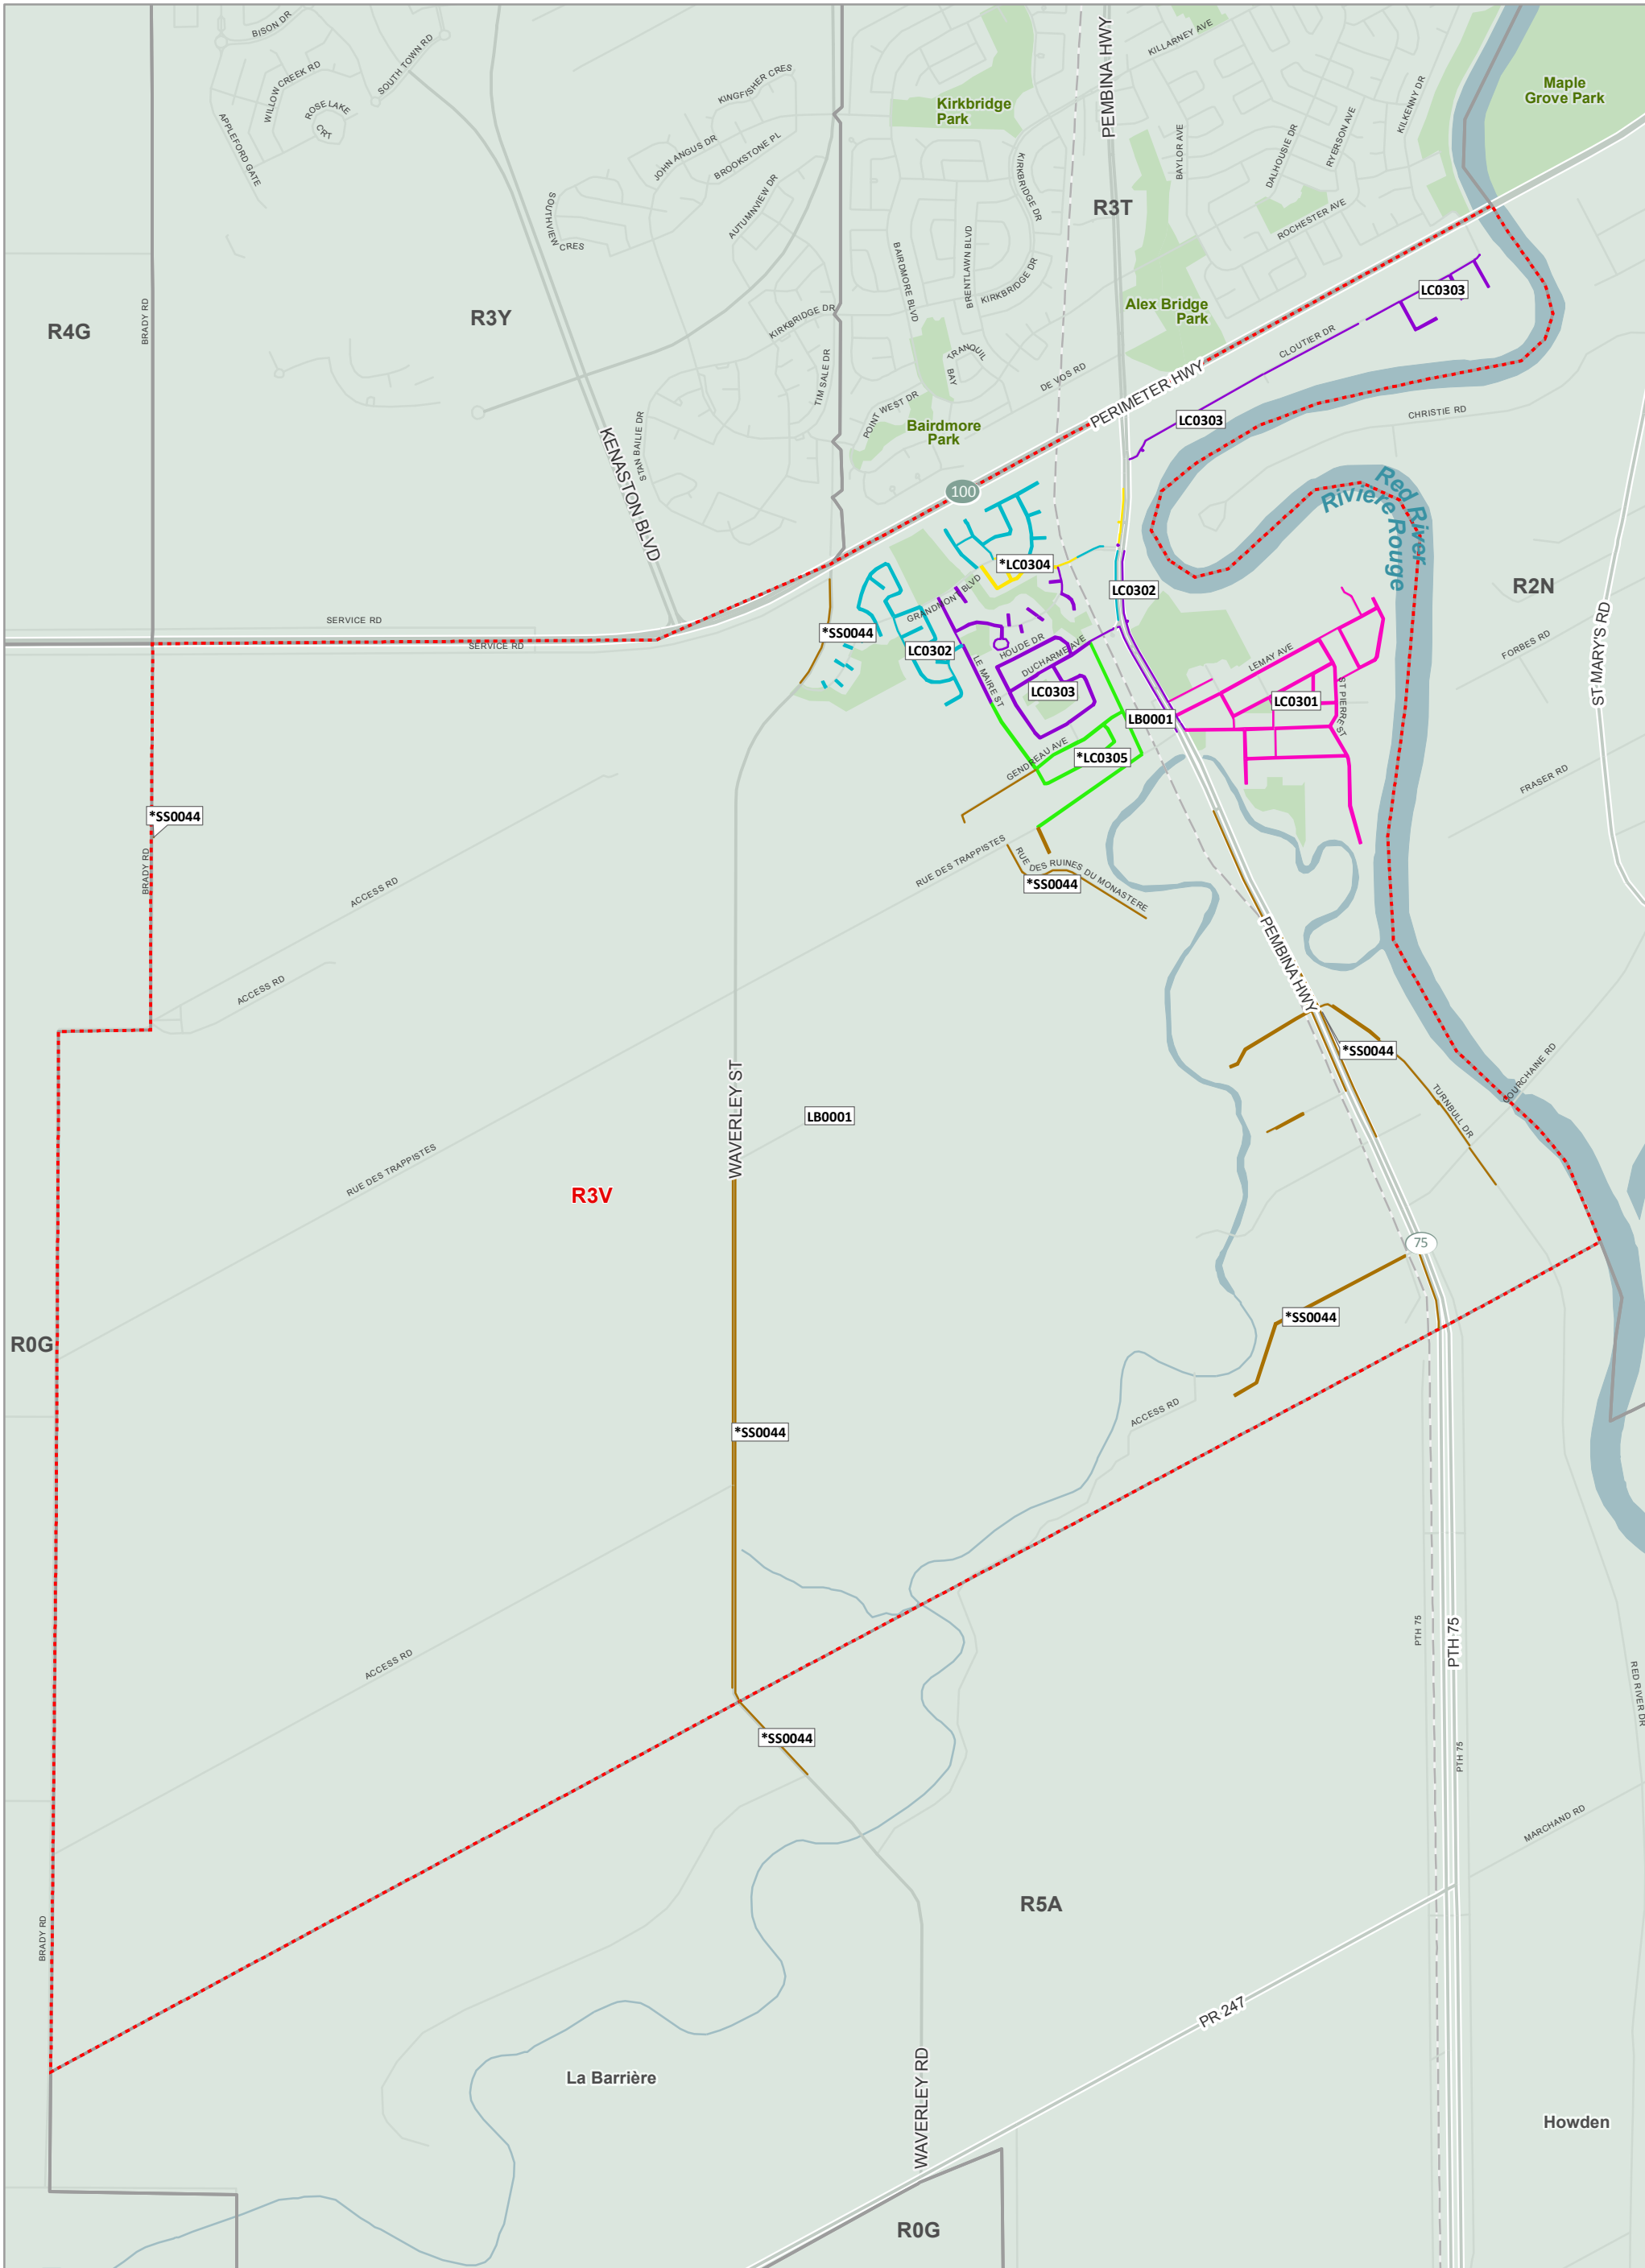 BISON DR
SOUTH TOWN RD
WILLOW CREEK RD
ROSE LAKE
CRT
APPLEFORD GATE
KINGFISHER CRES
JOHN ANGUS DR
BROOKSTONE PL
AUTUMNVIEW DR
SOUTHVIEW
CRES
Kirkbridge
Park
PEMBINA HWY
KILLARNEY AVE
Maple
Grove Park
KIRKBRIDGE DR
BAYLOR AVE
DALHOUSIE DR
RYERSON AVE
KILKENNY DR
R3T
ROCHESTER AVE
BAIRDMORE BLVD
BRENTLAWN BLVD
KIRKBRIDGE DR
KIRKBRIDGE DR
R4G
BRADY RD
R3Y
Alex Bridge
Park
LC0303
CLOUTIER DR
TRANQUIL
BAY
DE VOS RD
TIM SALE DR
POINT WEST DR
PERIMETER HWY
Bairdmore
Park
LC0303
CHRISTIE RD
STAN BAILIE DR
KENASTON BLVD
100
Red River
Rivière Rouge
*LC0304
GRANDMONT BLVD
LC0302
R2N
ST MARY'S RD
SERVICE RD
SERVICE RD
*SS0044
LC0302
HOUDE DR
DUCHARME AVE
LE MAIRE ST
LC0303
LEMAY AVE
LC0301
ST PIERRE ST
FORBES RD
LB0001
GENDREAU AVE
*LC0305
FRASER RD
*SS0044
BRADY RD
ACCESS RD
RUE DES TRAPPISTES
RUE DES RUINES DU MONASTERE
*SS0044
PEMBINA HWY
ACCESS RD
*SS0044
COURCHAINE RD
TURNBULL DR
WAVERLEY ST
LB0001
RUE DES TRAPPISTES
R3V
75
*SS0044
R0G
ACCESS RD
*SS0044
ACCESS RD
PTH 75
PTH 75
RED RIVER DR
*SS0044
PTH 75
MARCHAND RD
R5A
BRADY RD
PR 247
La Barrière
WAVERLEY RD
Howden
R0G